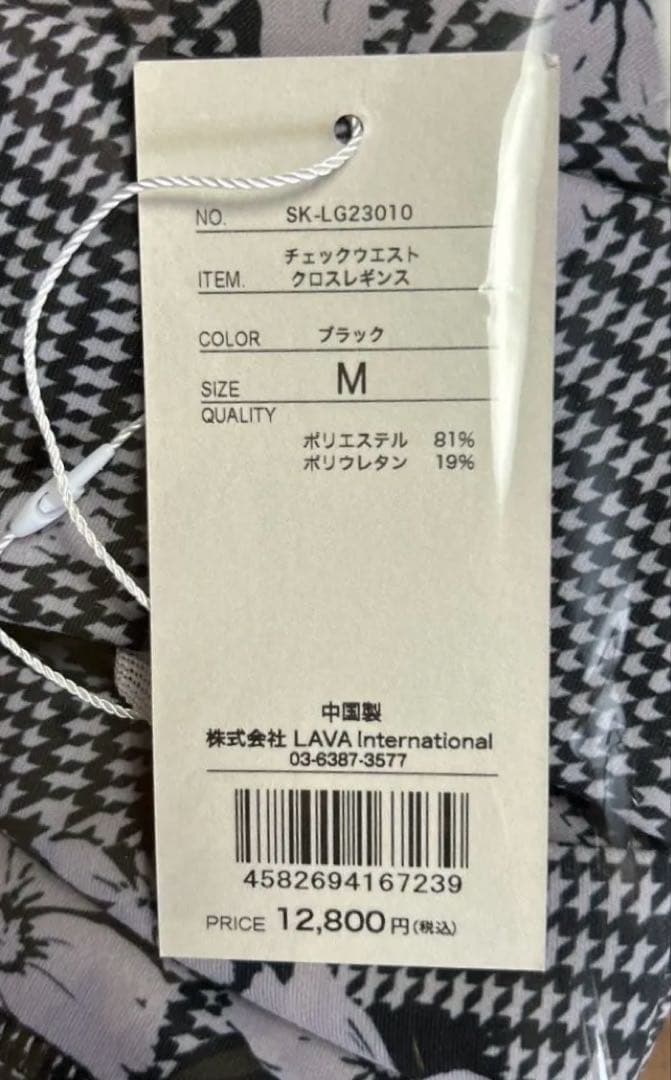 NO. SK-LG23010
チェックウエスト
ITEM. クロスレギンス
COLOR ブラック
SIZE M
QUALITY
ポリエステル 81%
ポリウレタン 19%
中国製
株式会社 LAVA International
03-6387-3577
4582694167239
PRICE 12,800円(税込)